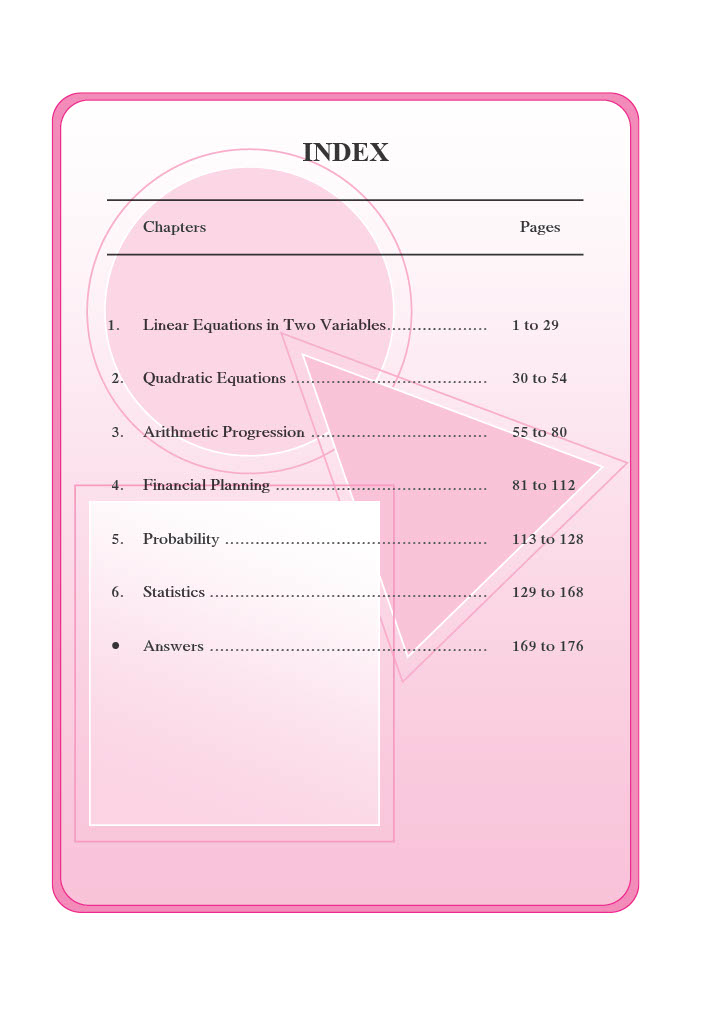 INDEX
Chapters Pages
1. Linear Equations in Two Variables................... 1 to 29
2. Quadratic Equations ..................................... 30 to 54
3. Arithmetic Progression ................................. 55 to 80
4. Financial Planning ........................................ 81 to 112
5. Probability .................................................. 113 to 128
6. Statistics ..................................................... 129 to 168
● Answers ..................................................... 169 to 176